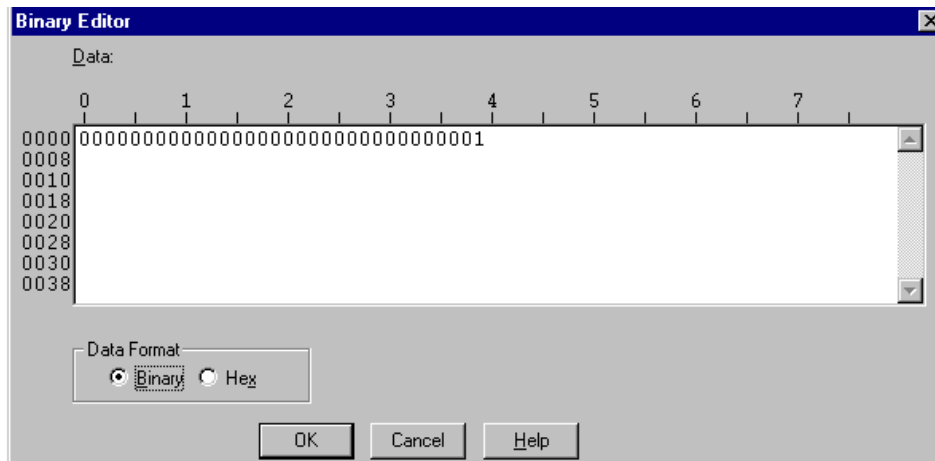 Binary Editor
Data:
0 1 2 3 4 5 6 7
0000 00000000000000000000000000000001
0008
0010
0018
0020
0028
0030
0038
Data Format
Binary Hex
OK Cancel Help